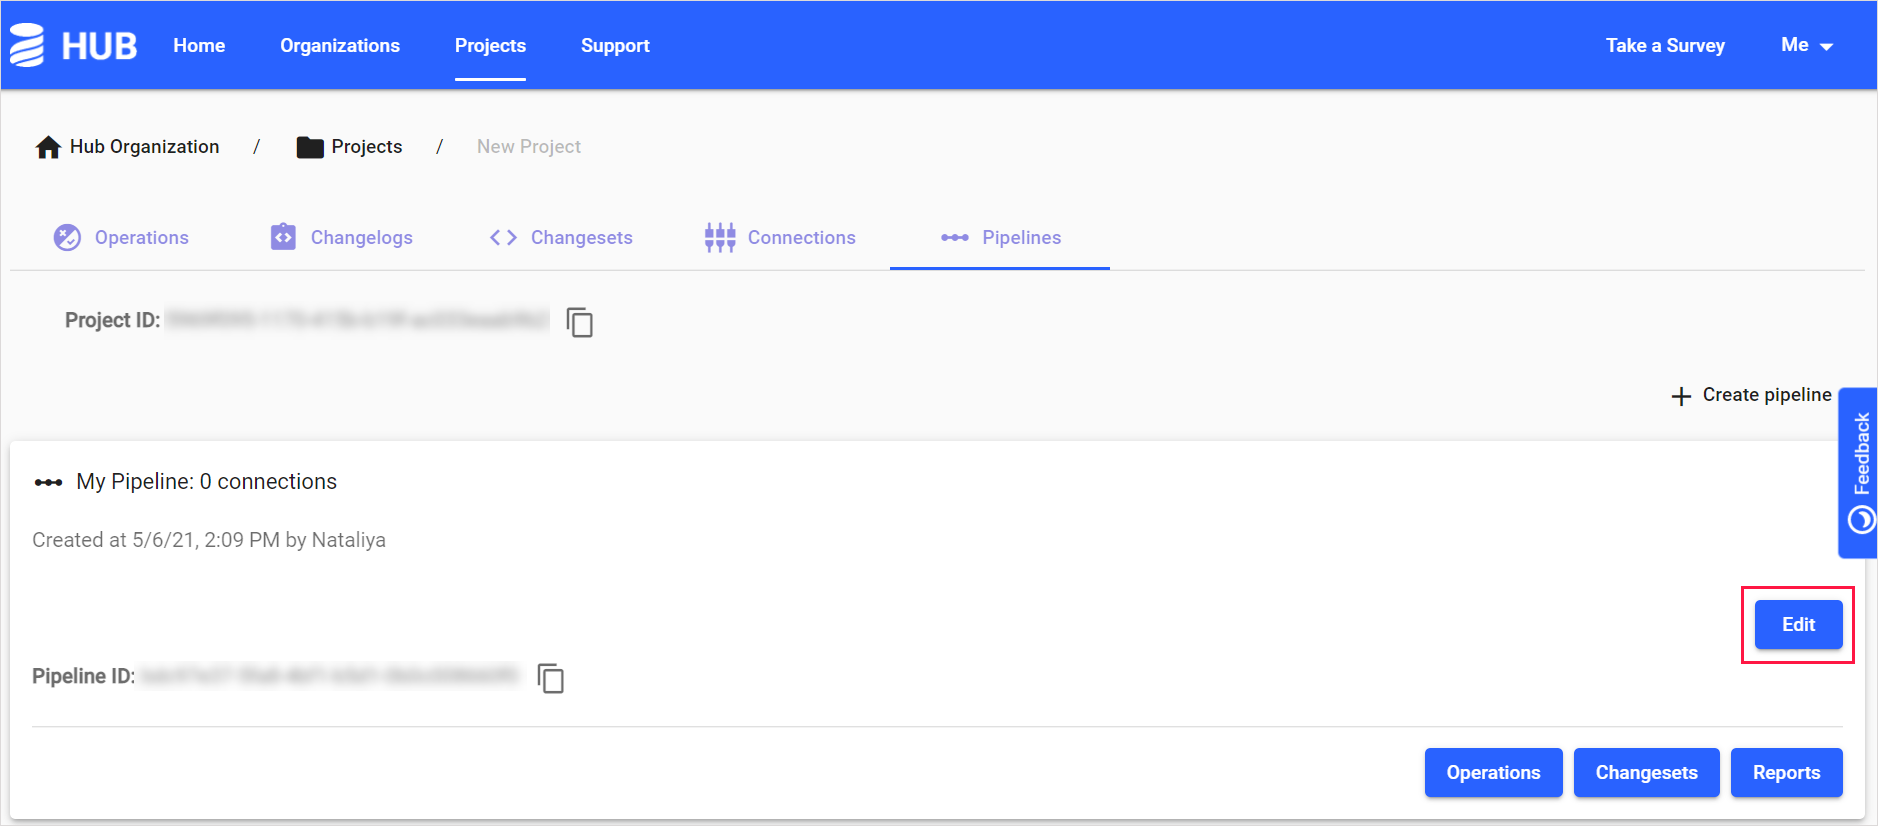 HUB Home Organizations Projects Support Take a Survey Me
Hub Organization / Projects / New Project
Operations Changelogs Changesets Connections Pipelines
Project ID:
Create pipeline
Feedback
My Pipeline: 0 connections
Created at 5/6/21, 2:09 PM by Nataliya
Edit
Pipeline ID:
Operations Changesets Reports